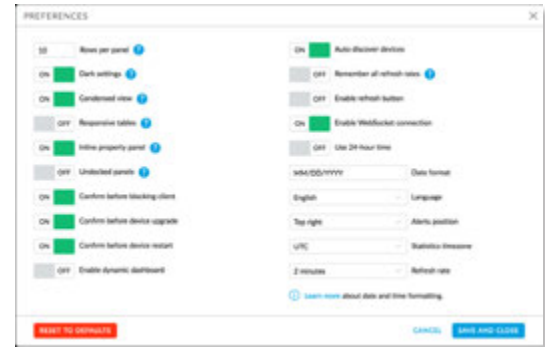 PREFERENCES
10 Rows per panel
ON Dark settings
ON Condensed view
OFF Responsive tables
ON Inline property panel
OFF Undocked panels
ON Confirm before blocking client
ON Confirm before device upgrade
ON Confirm before device restart
OFF Enable dynamic dashboard
ON Auto discover devices
OFF Remember all refresh rates
OFF Enable refresh button
ON Enable WebSocket connection
OFF Use 24-hour time
MM/DD/YYYY Date format
English Language
Top right Alerts position
UTC Statistics timezone
2 minutes Refresh rate
Learn more about date and time formatting.
RESET TO DEFAULTS
CANCEL SAVE AND CLOSE